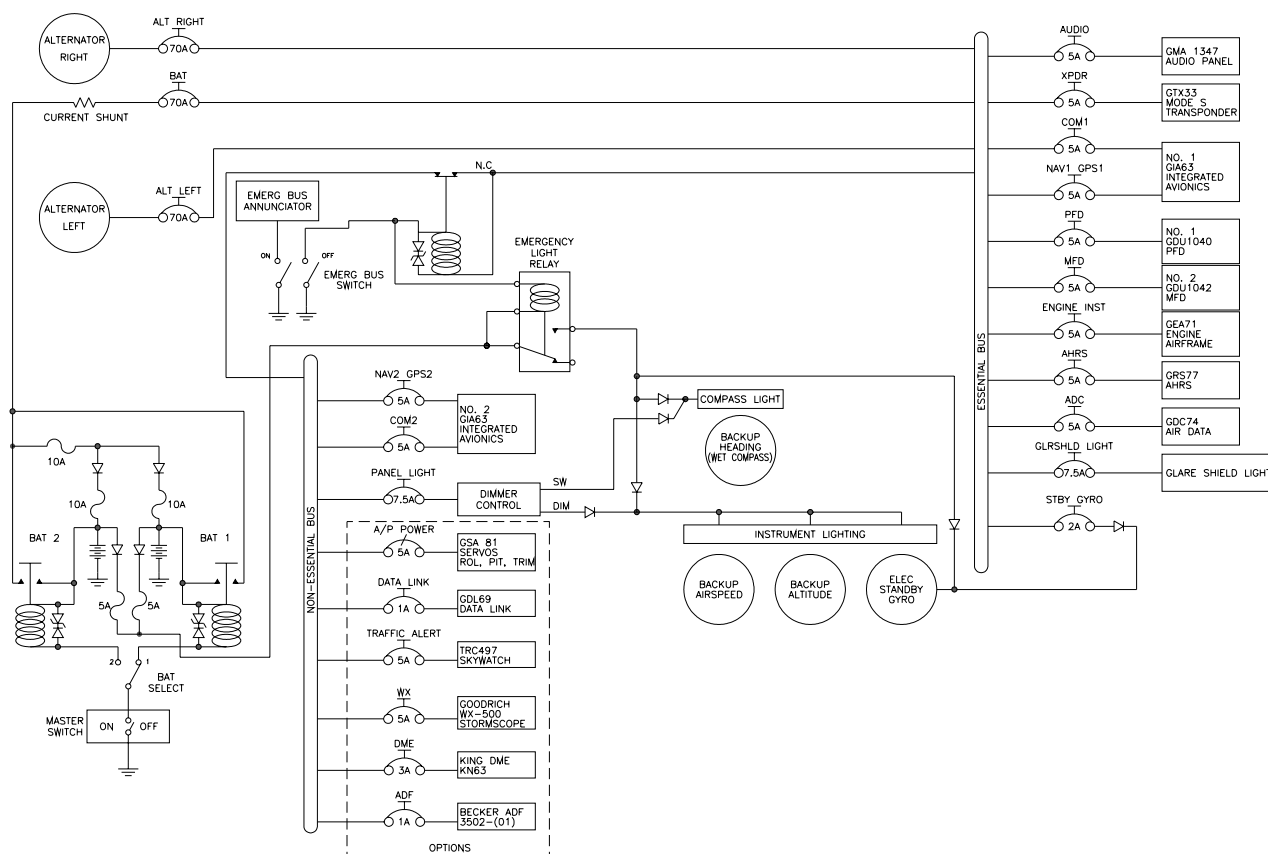 ALTERNATOR
RIGHT
ALT RIGHT
70A
BAT
70A
CURRENT SHUNT
ALTERNATOR
LEFT
ALT LEFT
70A
N.C
EMERG BUS
ANNUNCIATOR
ON
OFF
EMERG BUS
SWITCH
EMERGENCY
LIGHT
RELAY
ESSENTIAL BUS
AUDIO
5A
GMA 1347
AUDIO PANEL
XPDR
5A
GTX33
MODE S
TRANSPONDER
COM1
5A
NAV1 GPS1
5A
NO. 1
GIA63
INTEGRATED
AVIONICS
PFD
5A
NO. 1
GDU1040
PFD
MFD
5A
NO. 2
GDU1042
MFD
ENGINE INST
5A
GEA71
ENGINE
AIRFRAME
AHRS
5A
GRS77
AHRS
ADC
5A
GDC74
AIR DATA
GLRSHLD LIGHT
7.5A
GLARE SHIELD LIGHT
STBY GYRO
2A
NON-ESSENTIAL BUS
NAV2 GPS2
5A
COM2
5A
NO. 2
GIA63
INTEGRATED
AVIONICS
PANEL LIGHT
7.5A
DIMMER
CONTROL
SW
DIM
COMPASS LIGHT
BACKUP
HEADING
(WET COMPASS)
INSTRUMENT LIGHTING
BACKUP
AIRSPEED
BACKUP
ALTITUDE
ELEC
STANDBY
GYRO
A/P POWER
5A
GSA 81
SERVOS
ROL, PIT, TRIM
DATA LINK
1A
GDL69
DATA LINK
TRAFFIC ALERT
5A
TRC497
SKYWATCH
WX
5A
GOODRICH
WX-500
STORMSCOPE
DME
3A
KING DME
KN63
ADF
1A
BECKER ADF
3502-(01)
OPTIONS
10A
10A
10A
BAT 2
BAT 1
5A
5A
2
1
BAT
SELECT
MASTER
SWITCH
ON
OFF